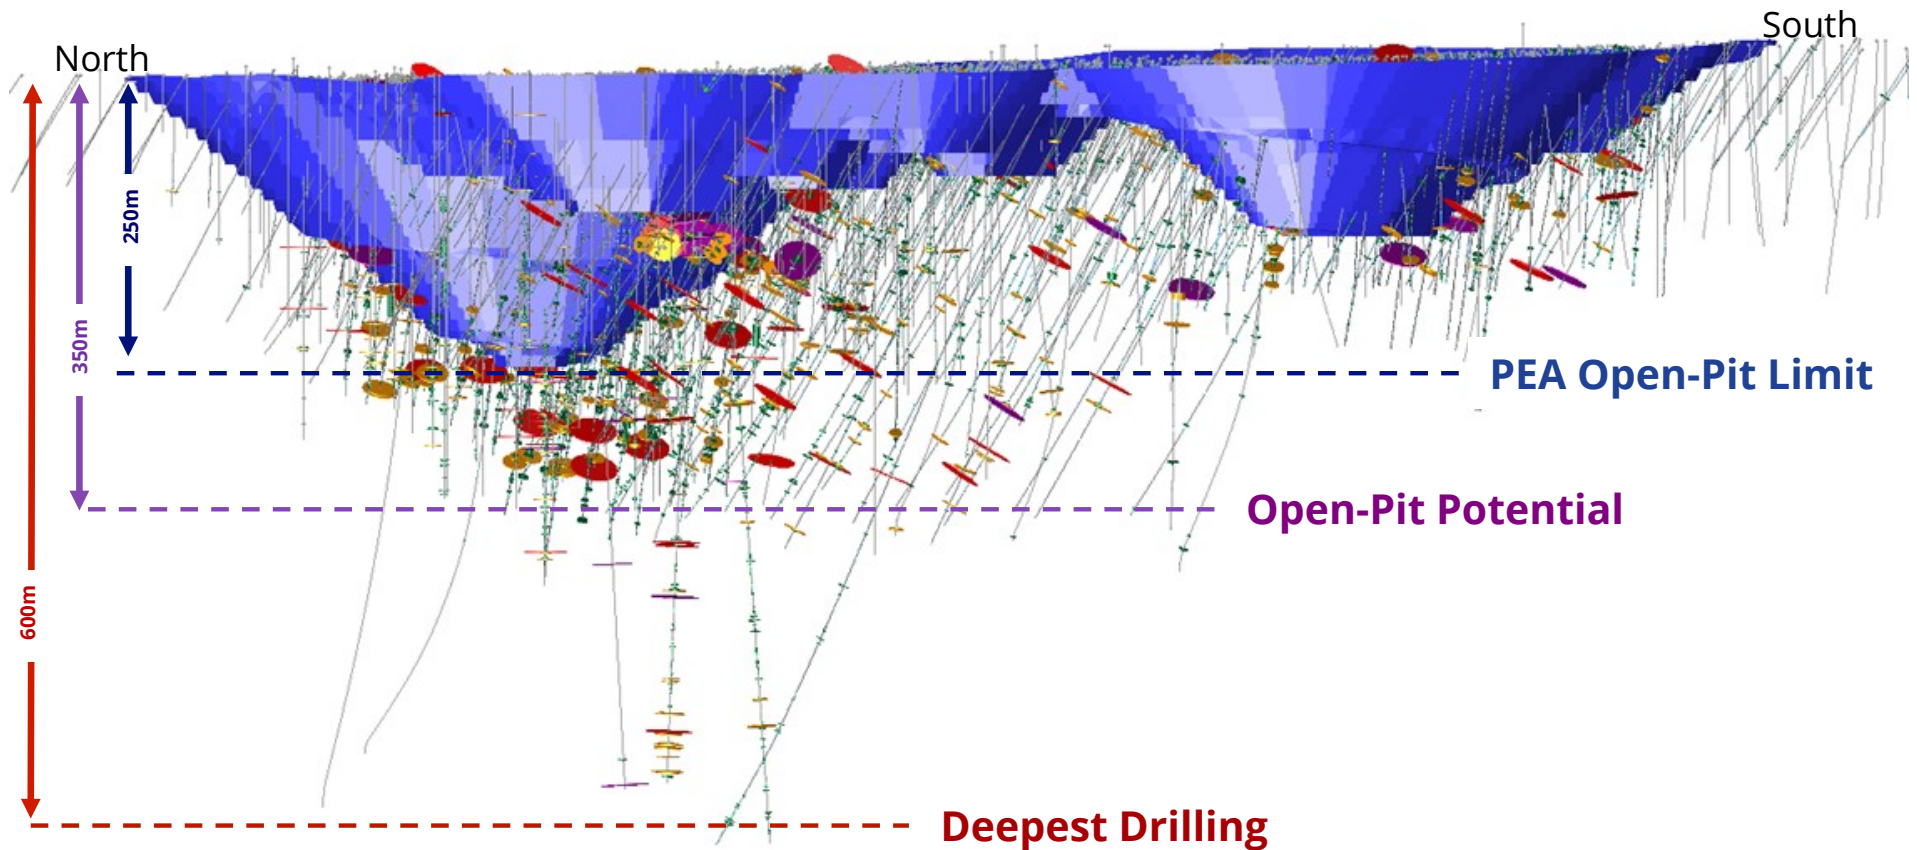 South
North
250m
350m
PEA Open-Pit Limit
Open-Pit Potential
600m
Deepest Drilling